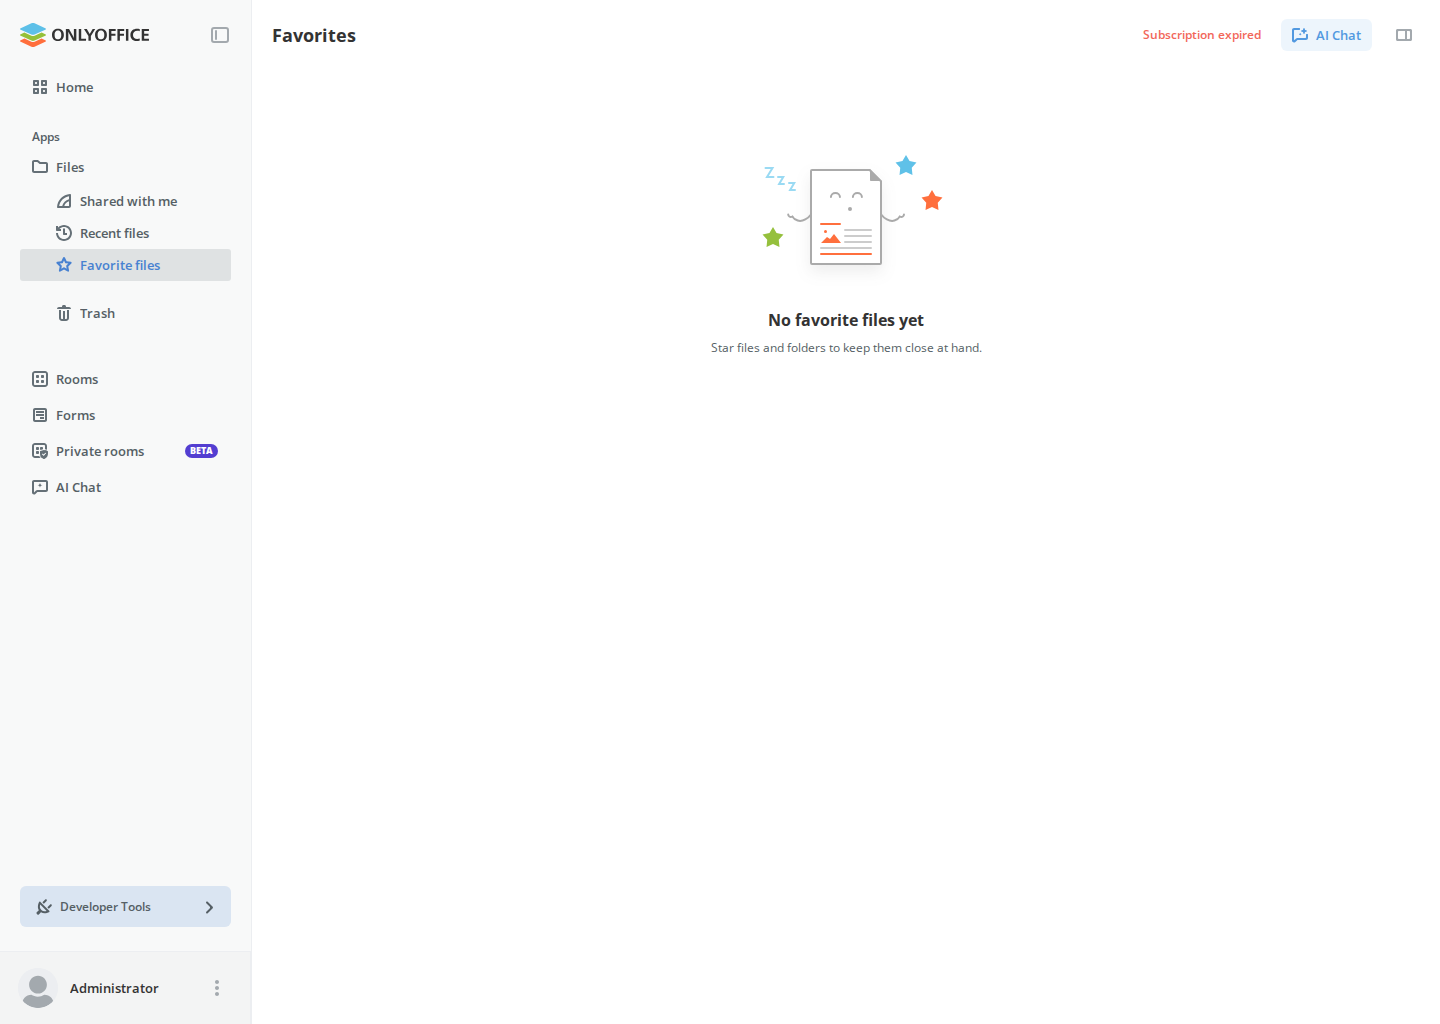 ONLYOFFICE
Home
Apps
Files
Shared with me
Recent files
Favorite files
Trash
Rooms
Forms
Private rooms BETA
AI Chat
Developer Tools
Administrator
Favorites
Subscription expired
AI Chat
Z z z
No favorite files yet
Star files and folders to keep them close at hand.